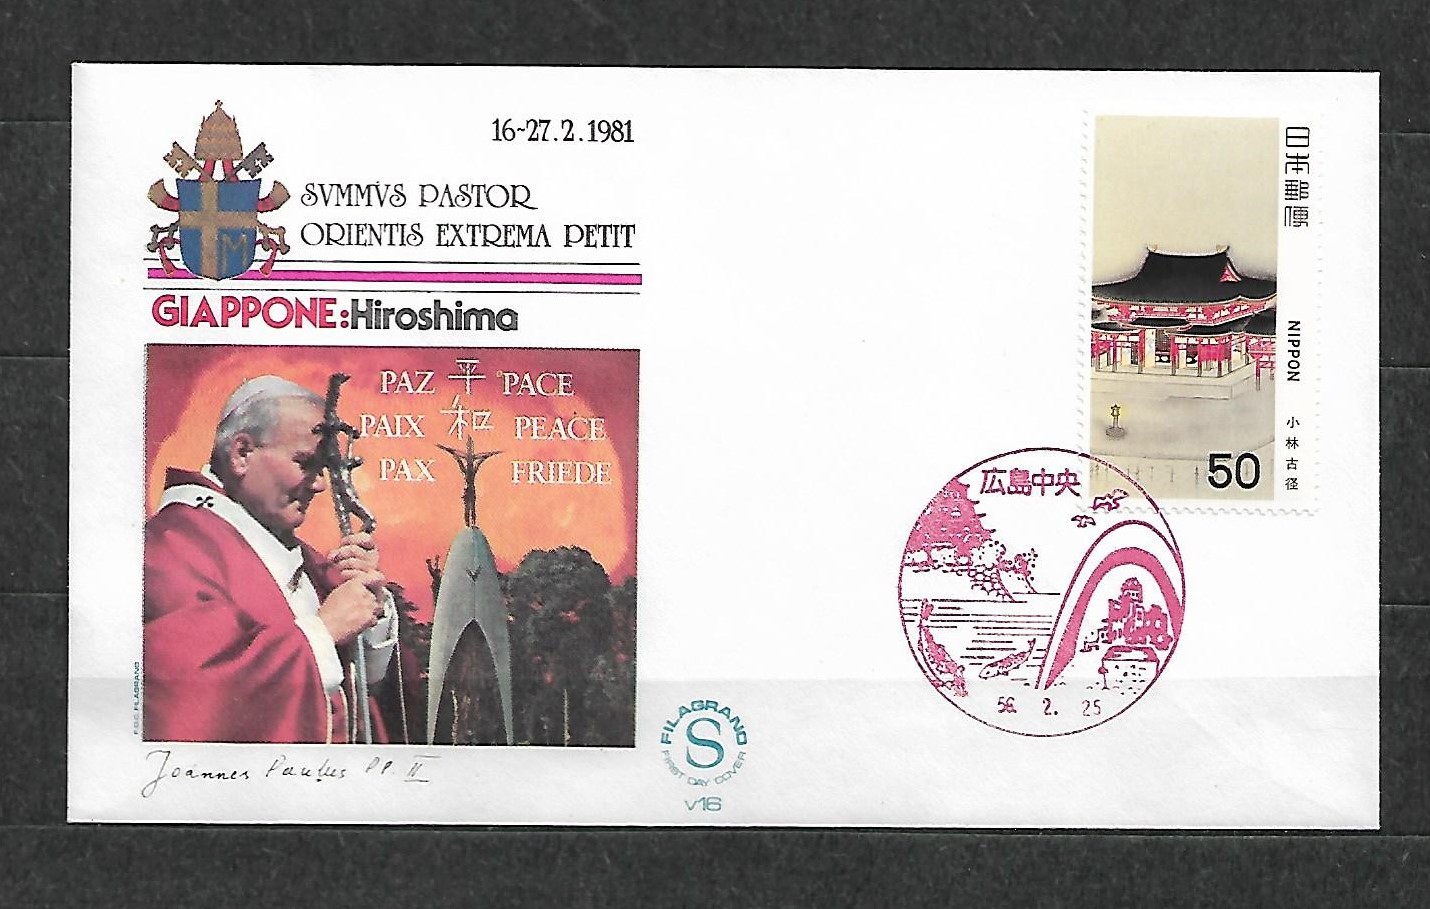 16-27.2.1981
SVMMVS PASTOR
ORIENTIS EXTREMA PETIT
GIAPPONE:Hiroshima
PAZ 平 PACE
PAIX 和 PEACE
PAX FRIEDE
M
F.D.C. FILAGRANO
Joannes Paulus PP. II
FILAGRANO
S
FIRST DAY COVER
V16
日本郵便
NIPPON
小林古径
50
広島中央
56. 2. 25